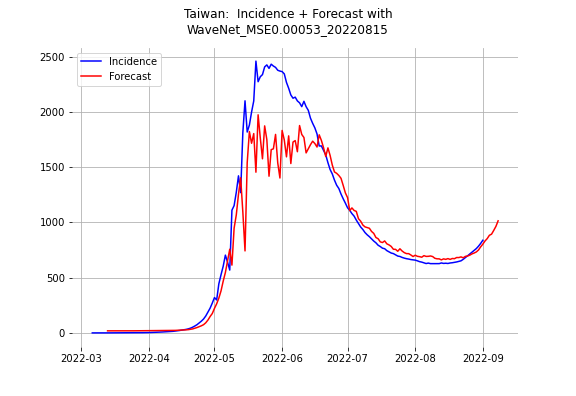 Taiwan:  Incidence + Forecast with
WaveNet_MSE0.00053_20220815
Incidence
Forecast
2500
2000
1500
1000
500
0
2022-03 2022-04 2022-05 2022-06 2022-07 2022-08 2022-09